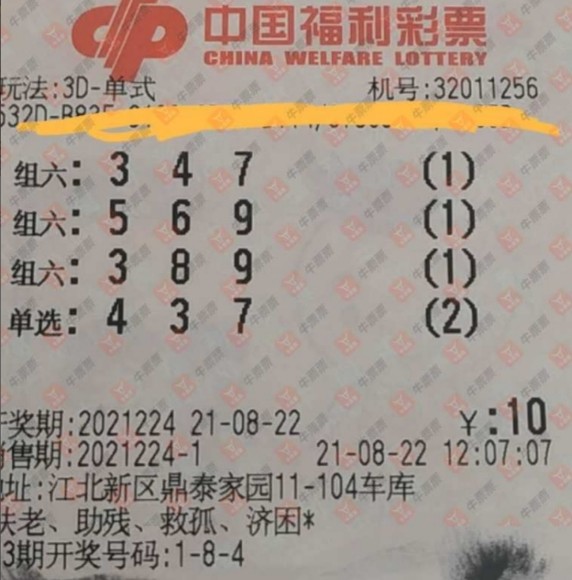 中国福利彩票
CHINA WELFARE LOTTERY
玩法:3D-单式 机号:32011256
组六: 3 4 7 (1)
组六: 5 6 9 (1)
组六: 3 8 9 (1)
单选: 4 3 7 (2)
开奖期:2021224 21-08-22 ¥:10
销售期:2021224-1 21-08-22 12:07:07
地址:江北新区鼎泰家园11-104车库
扶老、助残、救孤、济困*
3期开奖号码:1-8-4